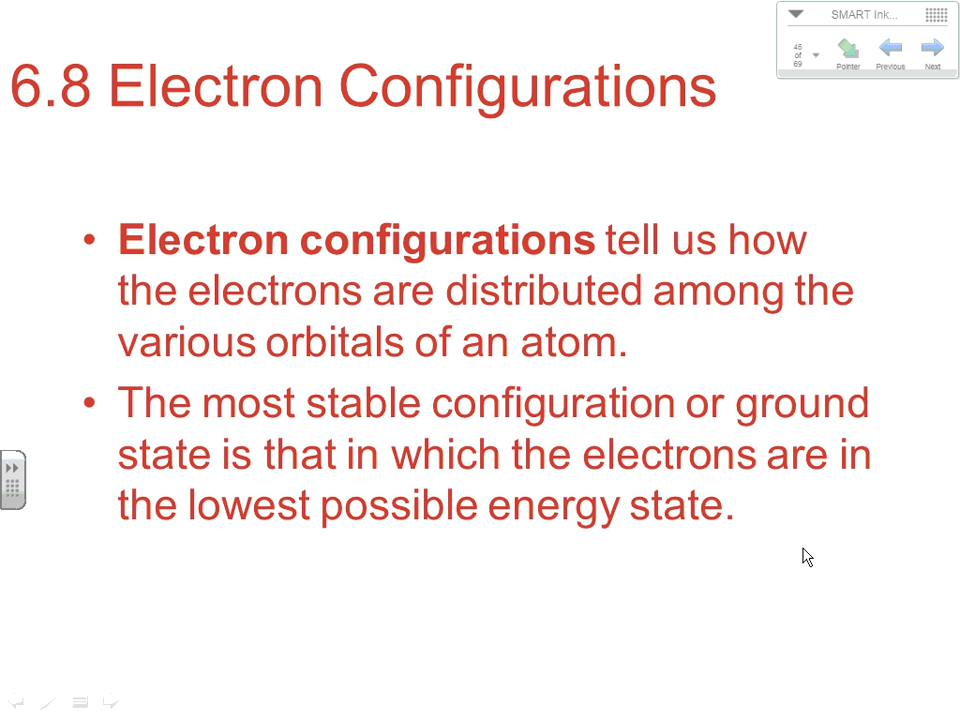 SMART Ink...
46
of
69
Pointer Previous Next
6.8 Electron Configurations
• Electron configurations tell us how
the electrons are distributed among the
various orbitals of an atom.
• The most stable configuration or ground
state is that in which the electrons are in
the lowest possible energy state.